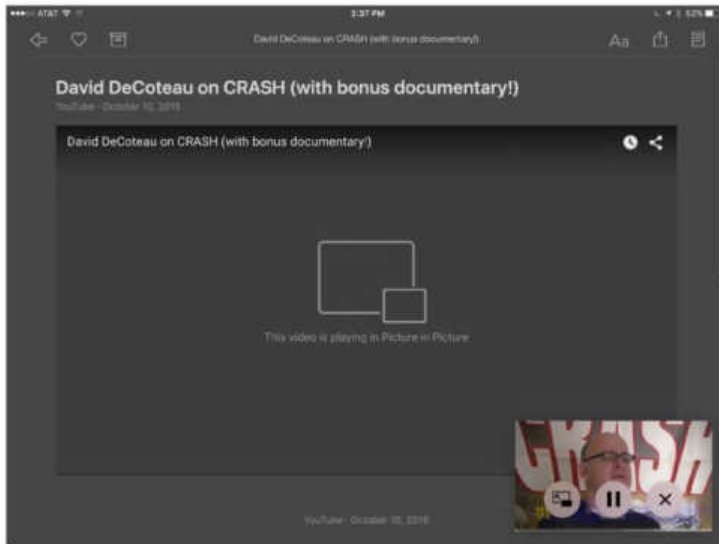 AT&T
3:37 PM
52%
David DeCoteau on CRASH (with bonus documentary!)
Aa
David DeCoteau on CRASH (with bonus documentary!)
YouTube · October 10, 2015
David DeCoteau on CRASH (with bonus documentary!)
This video is playing in Picture in Picture
CRASH
YouTube · October 10, 2015